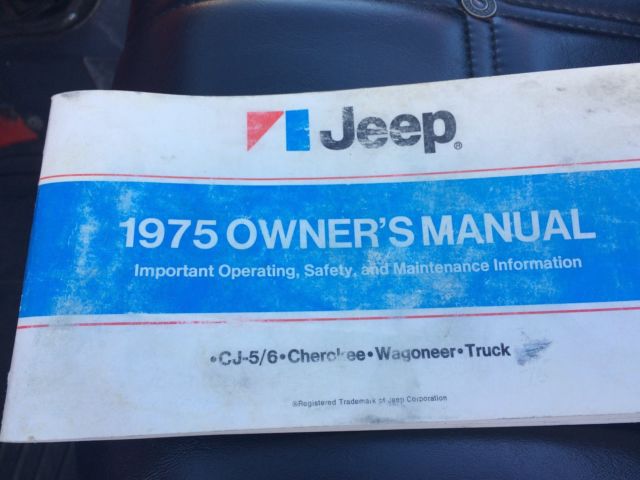 Jeep®
1975 OWNER'S MANUAL
Important Operating, Safety, and Maintenance Information
•CJ-5/6•Cherokee•Wagoneer•Truck
®Registered Trademark of Jeep Corporation